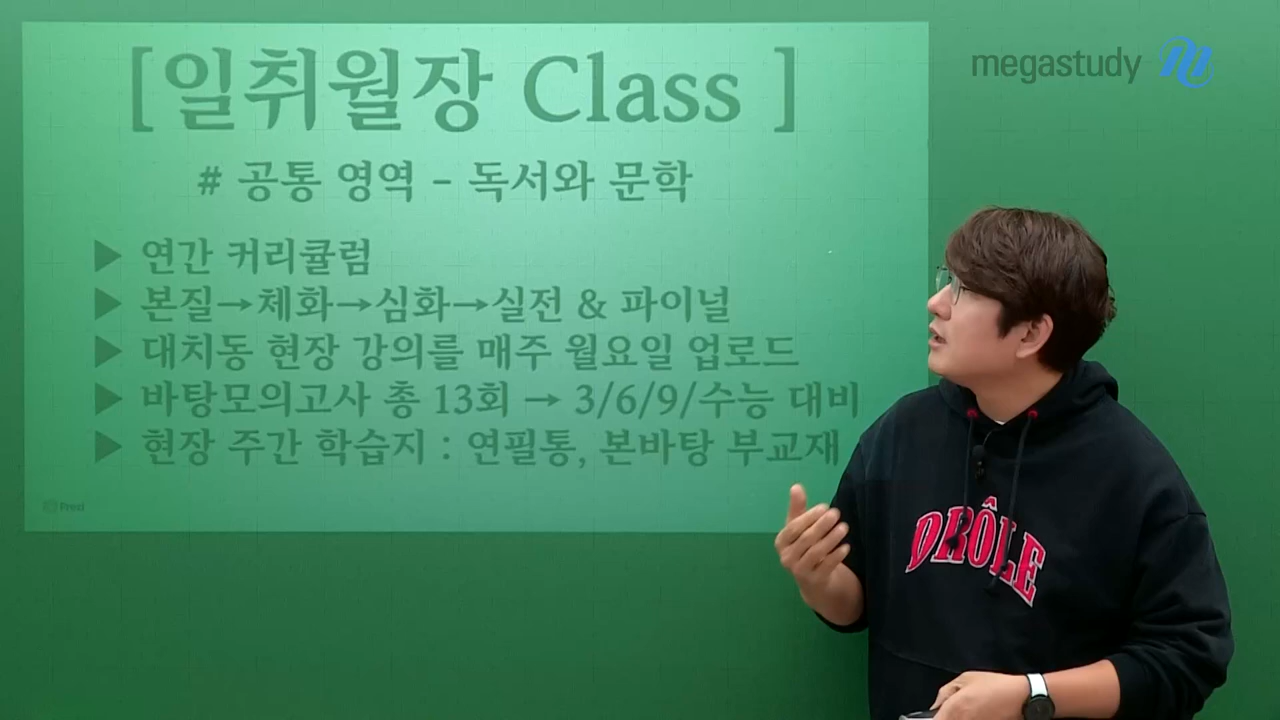 [일취월장 Class ]
megastudy
# 공통 영역 - 독서와 문학
▶ 연간 커리큘럼
▶ 본질→체화→심화→실전 & 파이널
▶ 대치동 현장 강의를 매주 월요일 업로드
▶ 바탕모의고사 총 13회 → 3/6/9/수능 대비
▶ 현장 주간 학습지 : 연필통, 본바탕 부교재
Prezi
DRÔLE